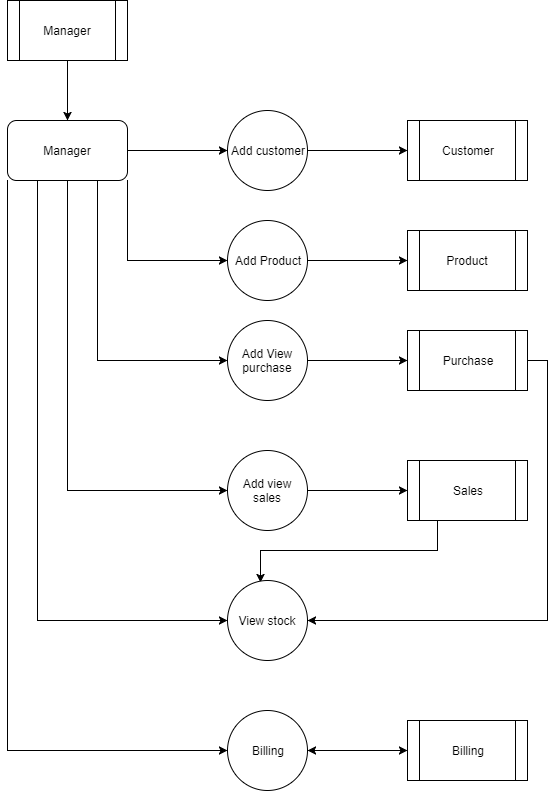 Manager
Manager
Add customer
Customer
Add Product
Product
Add View
purchase
Purchase
Add view
sales
Sales
View stock
Billing
Billing